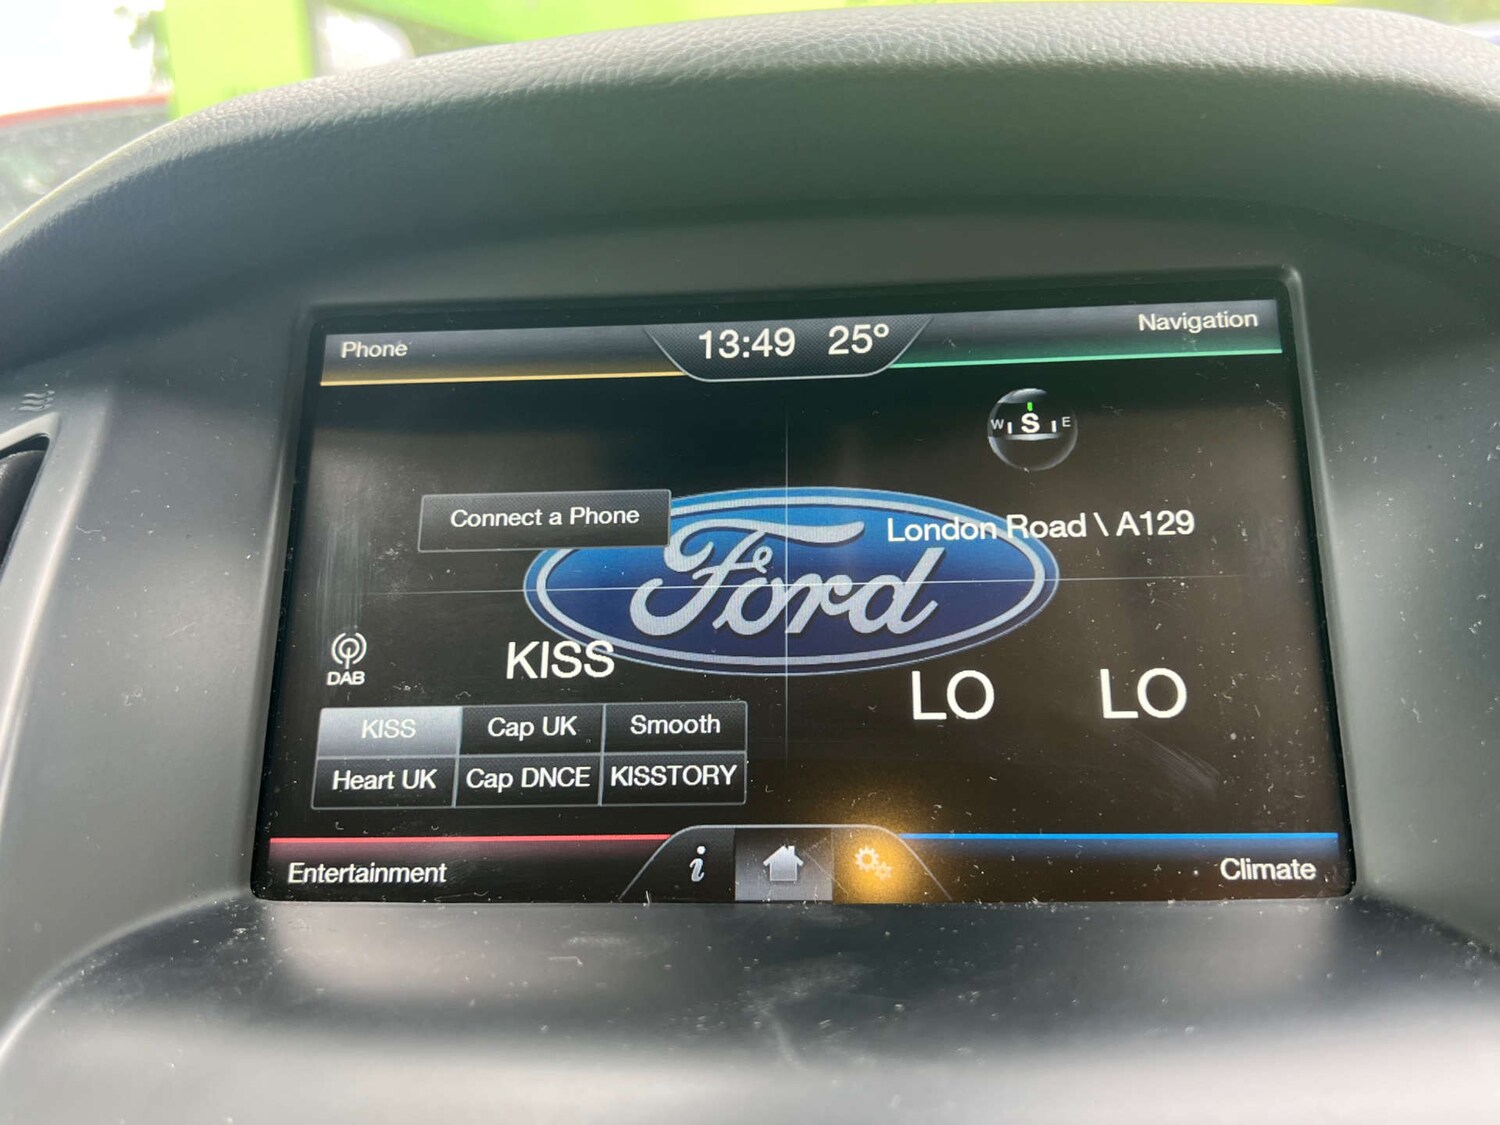 Phone
13:49 25°
Navigation
W S E
Connect a Phone
London Road \ A129
Ford
DAB
KISS
LO LO
KISS Cap UK Smooth
Heart UK Cap DNCE KISSTORY
Entertainment
i
Climate